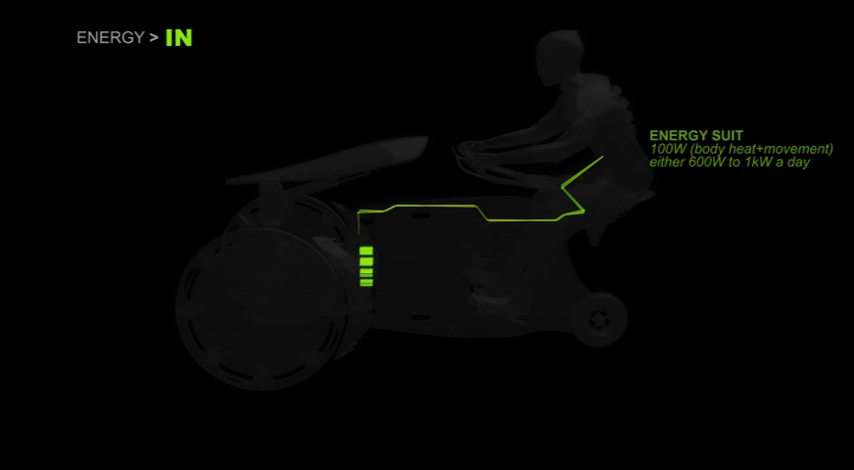 ENERGY > IN
ENERGY SUIT
100W (body heat+movement)
either 600W to 1kW a day